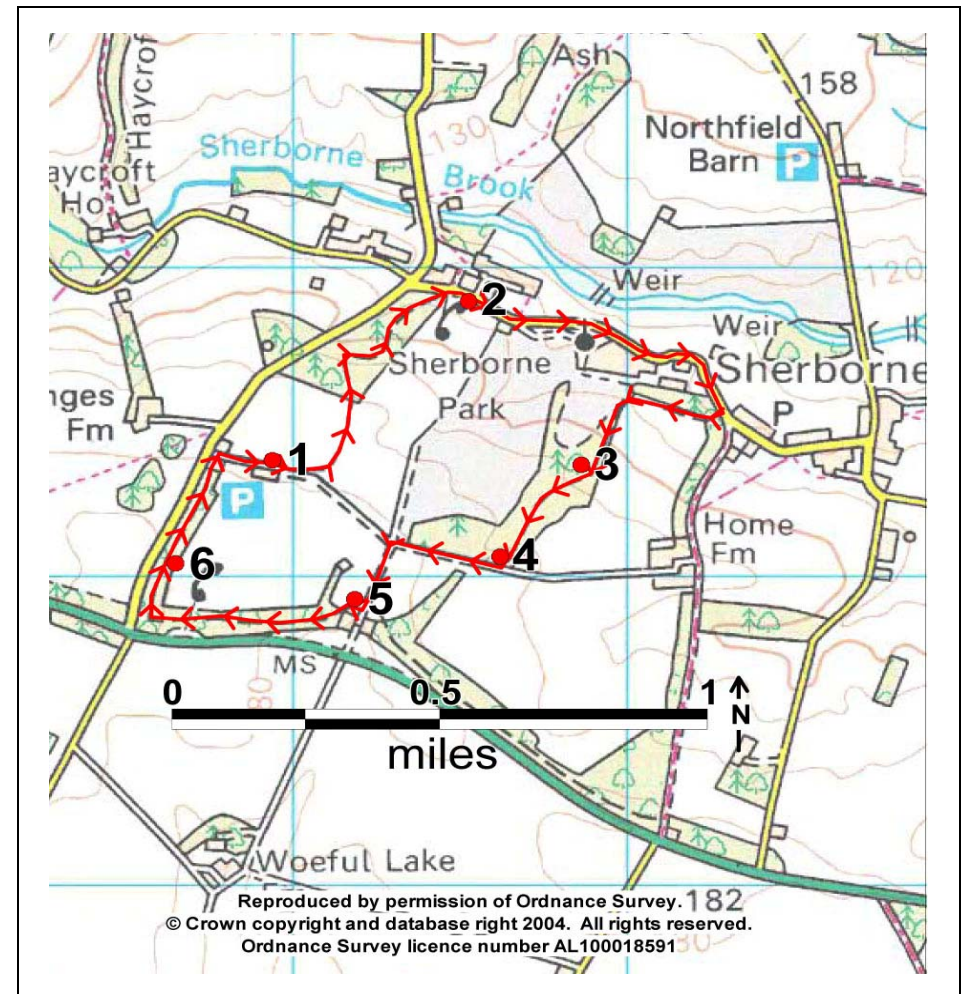 Ash
158
Haycrof
130
Northfield
Barn
P
Sherborne
Brook
aycroft
Ho
120
Weir
2
Weir
Sherborne
Sherborne
Park
P
nges
Fm
1
3
P
Home
Fm
4
6
5
MS
180
0 0.5 1
N
miles
Woeful Lake
182
Reproduced by permission of Ordnance Survey.
© Crown copyright and database right 2004. All rights reserved.
Ordnance Survey licence number AL100018591